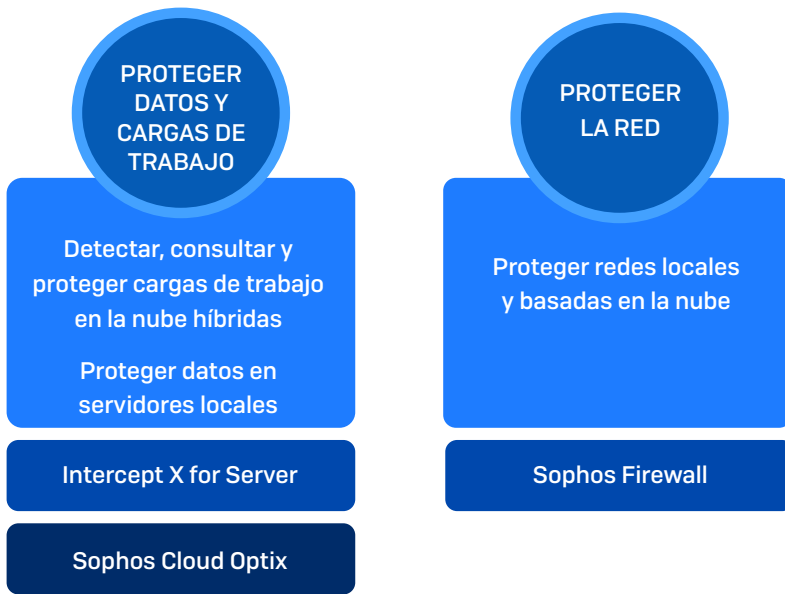 PROTEGER
DATOS Y
CARGAS DE
TRABAJO
Detectar, consultar y
proteger cargas de trabajo
en la nube híbridas
Proteger datos en
servidores locales
Intercept X for Server
Sophos Cloud Optix
PROTEGER
LA RED
Proteger redes locales
y basadas en la nube
Sophos Firewall